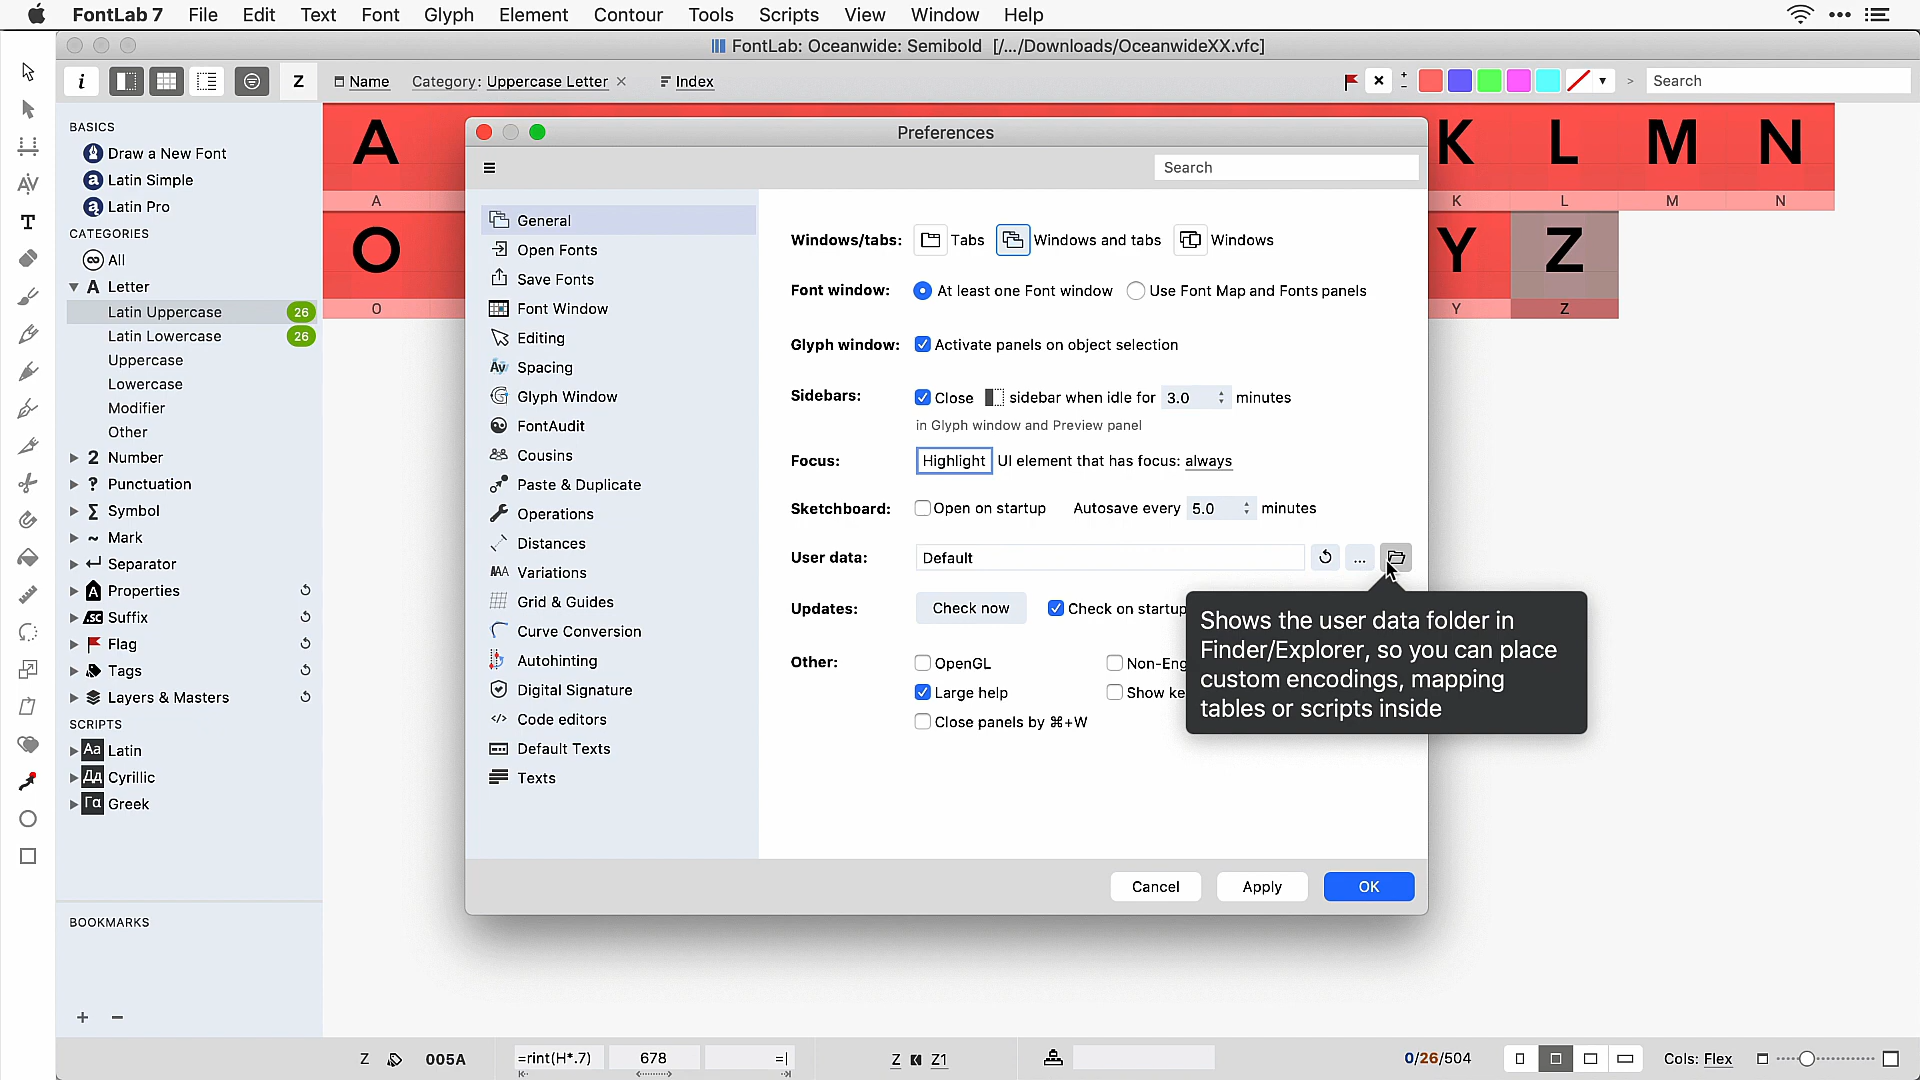 FontLab 7 File Edit Text Font Glyph Element Contour Tools Scripts View Window Help
FontLab: Oceanwide: Semibold [/.../Downloads/OceanwideXX.vfc]
i Z Name Category: Uppercase Letter × Index × > Search
BASICS
Draw a New Font
Latin Simple
Latin Pro
CATEGORIES
All
A Letter
Latin Uppercase 26
Latin Lowercase 26
Uppercase
Lowercase
Modifier
Other
2 Number
? Punctuation
∑ Symbol
~ Mark
Separator
Properties
Suffix
Flag
Tags
Layers & Masters
SCRIPTS
Aa Latin
Дд Cyrillic
Γα Greek
BOOKMARKS
+ −
A K L M N
A K L M N
O Y Z
O Y Z
Preferences
Search
General
Open Fonts
Save Fonts
Font Window
Editing
Spacing
Glyph Window
FontAudit
Cousins
Paste & Duplicate
Operations
Distances
Variations
Grid & Guides
Curve Conversion
Autohinting
Digital Signature
Code editors
Default Texts
Texts
Windows/tabs: Tabs Windows and tabs Windows
Font window: At least one Font window Use Font Map and Fonts panels
Glyph window: Activate panels on object selection
Sidebars: Close sidebar when idle for 3.0 minutes
in Glyph window and Preview panel
Focus: Highlight UI element that has focus: always
Sketchboard: Open on startup Autosave every 5.0 minutes
User data: Default ...
Updates: Check now Check on startup
Other: OpenGL Non-Eng
Large help Show ke
Close panels by ⌘+W
Shows the user data folder in
Finder/Explorer, so you can place
custom encodings, mapping
tables or scripts inside
Cancel Apply OK
Z 005A =rint(H*.7) 678 =| Z Z1 0/26/504 Cols: Flex